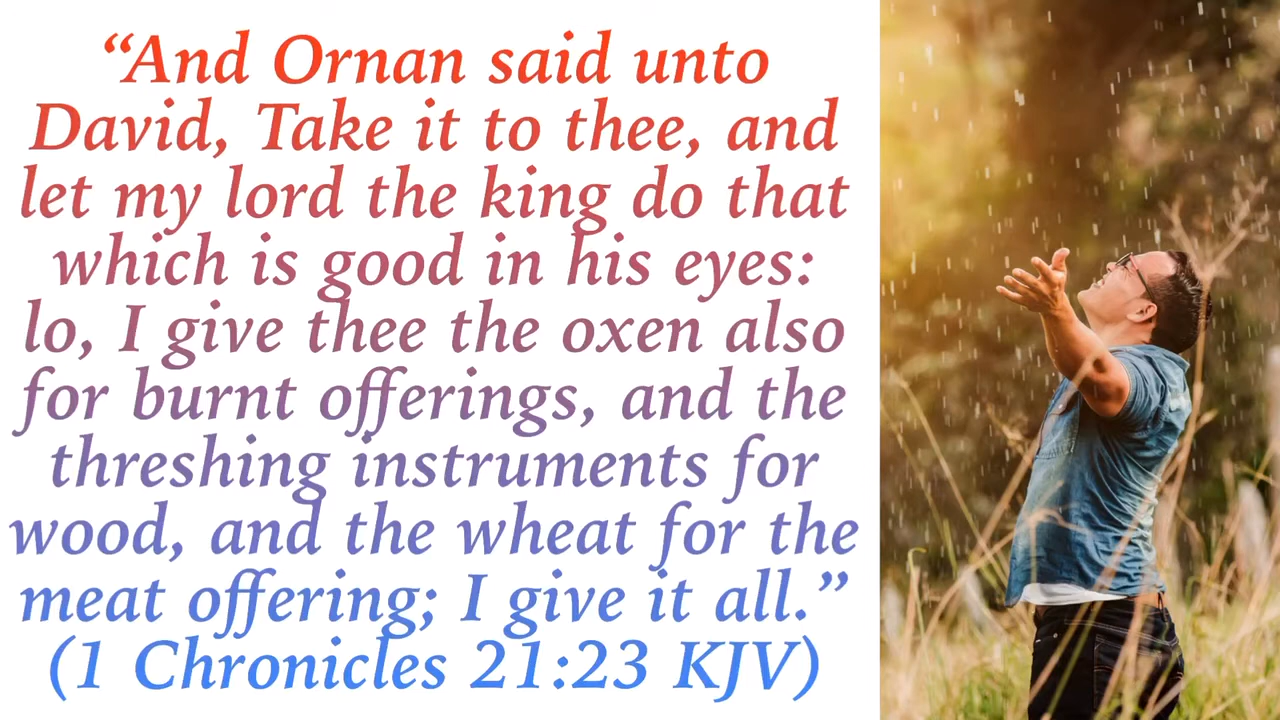 “And Ornan said unto
David, Take it to thee, and
let my lord the king do that
which is good in his eyes:
lo, I give thee the oxen also
for burnt offerings, and the
threshing instruments for
wood, and the wheat for the
meat offering; I give it all.”
(1 Chronicles 21:23 KJV)